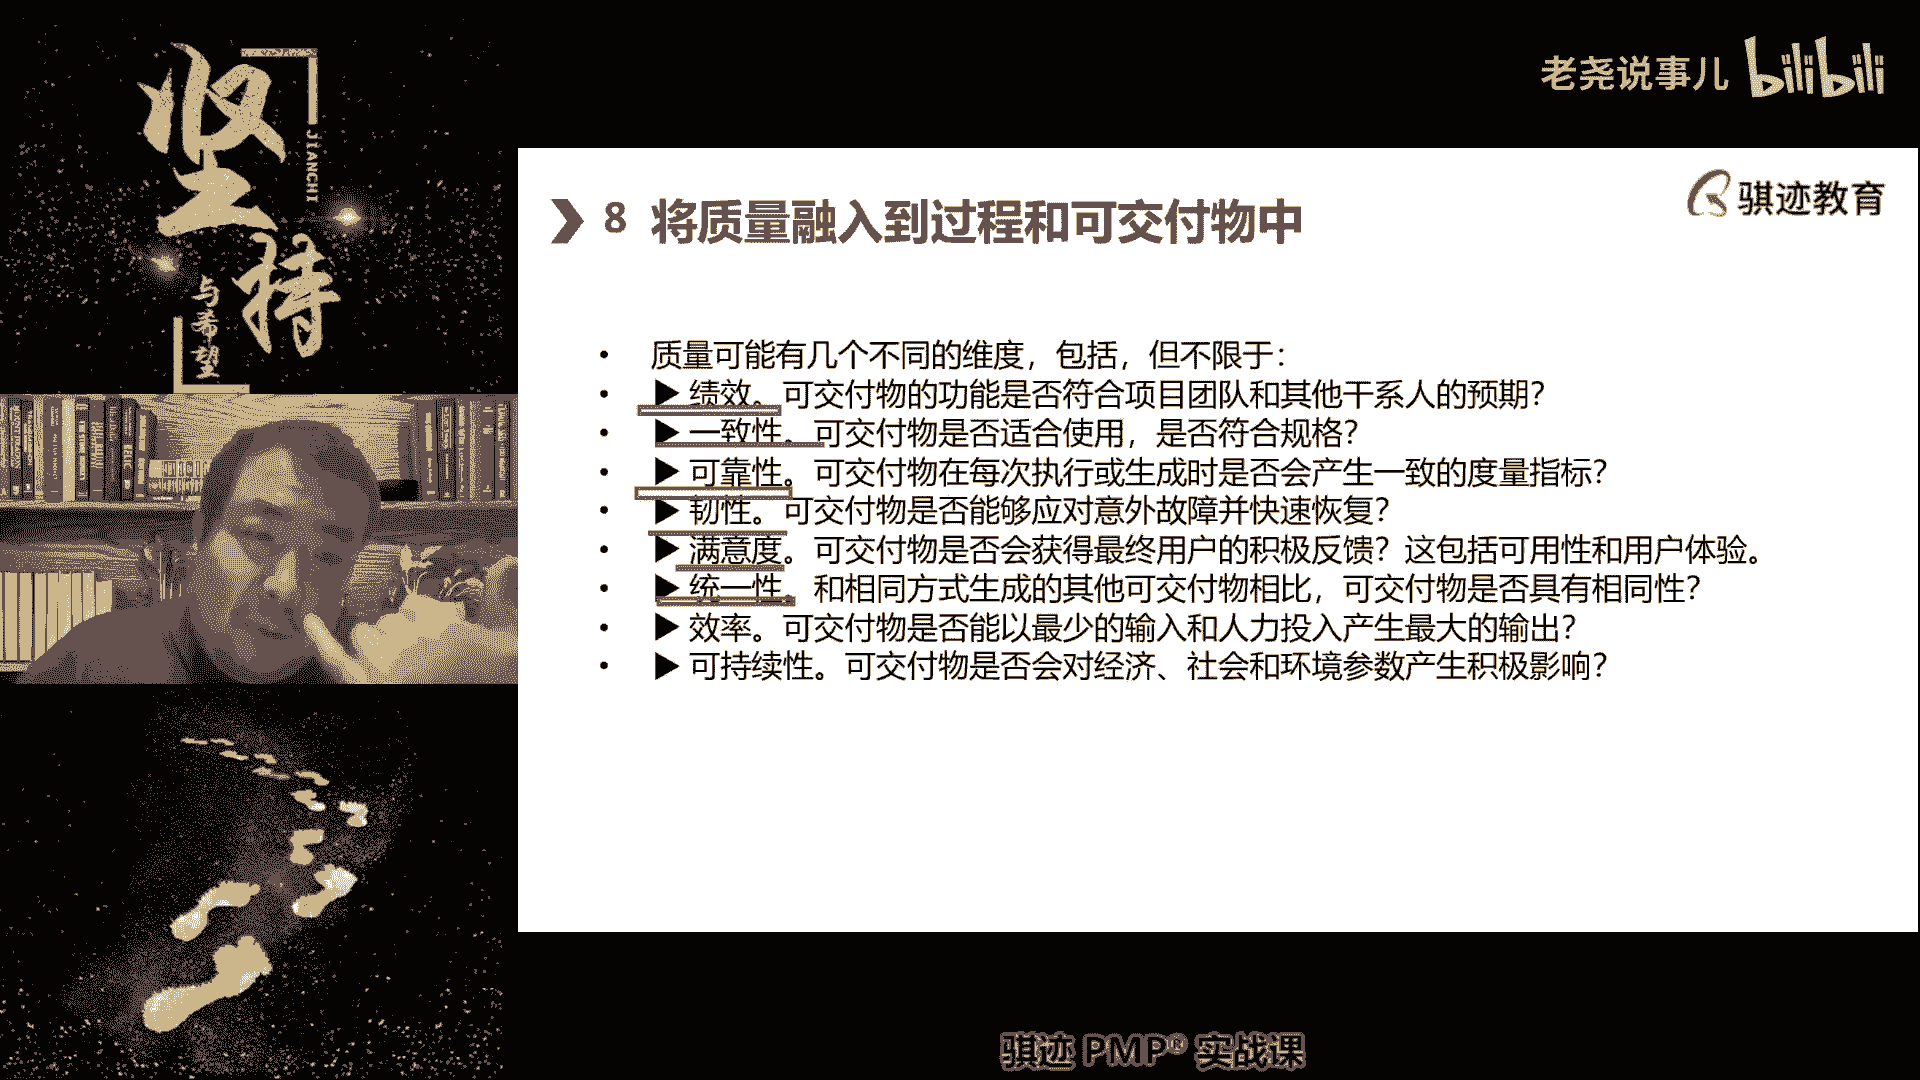 坚持
JIANCHI
与希望
老尧说事儿 bilibili
骐迹教育
8 将质量融入到过程和可交付物中
• 质量可能有几个不同的维度，包括，但不限于：
• ▶ 绩效。可交付物的功能是否符合项目团队和其他干系人的预期？
• ▶ 一致性。可交付物是否适合使用，是否符合规格？
• ▶ 可靠性。可交付物在每次执行或生成时是否会产生一致的度量指标？
• ▶ 韧性。可交付物是否能够应对意外故障并快速恢复？
• ▶ 满意度。可交付物是否会获得最终用户的积极反馈？这包括可用性和用户体验。
• ▶ 统一性。和相同方式生成的其他可交付物相比，可交付物是否具有相同性？
• ▶ 效率。可交付物是否能以最少的输入和人力投入产生最大的输出？
• ▶ 可持续性。可交付物是否会对经济、社会和环境参数产生积极影响？
骐迹 PMP® 实战课